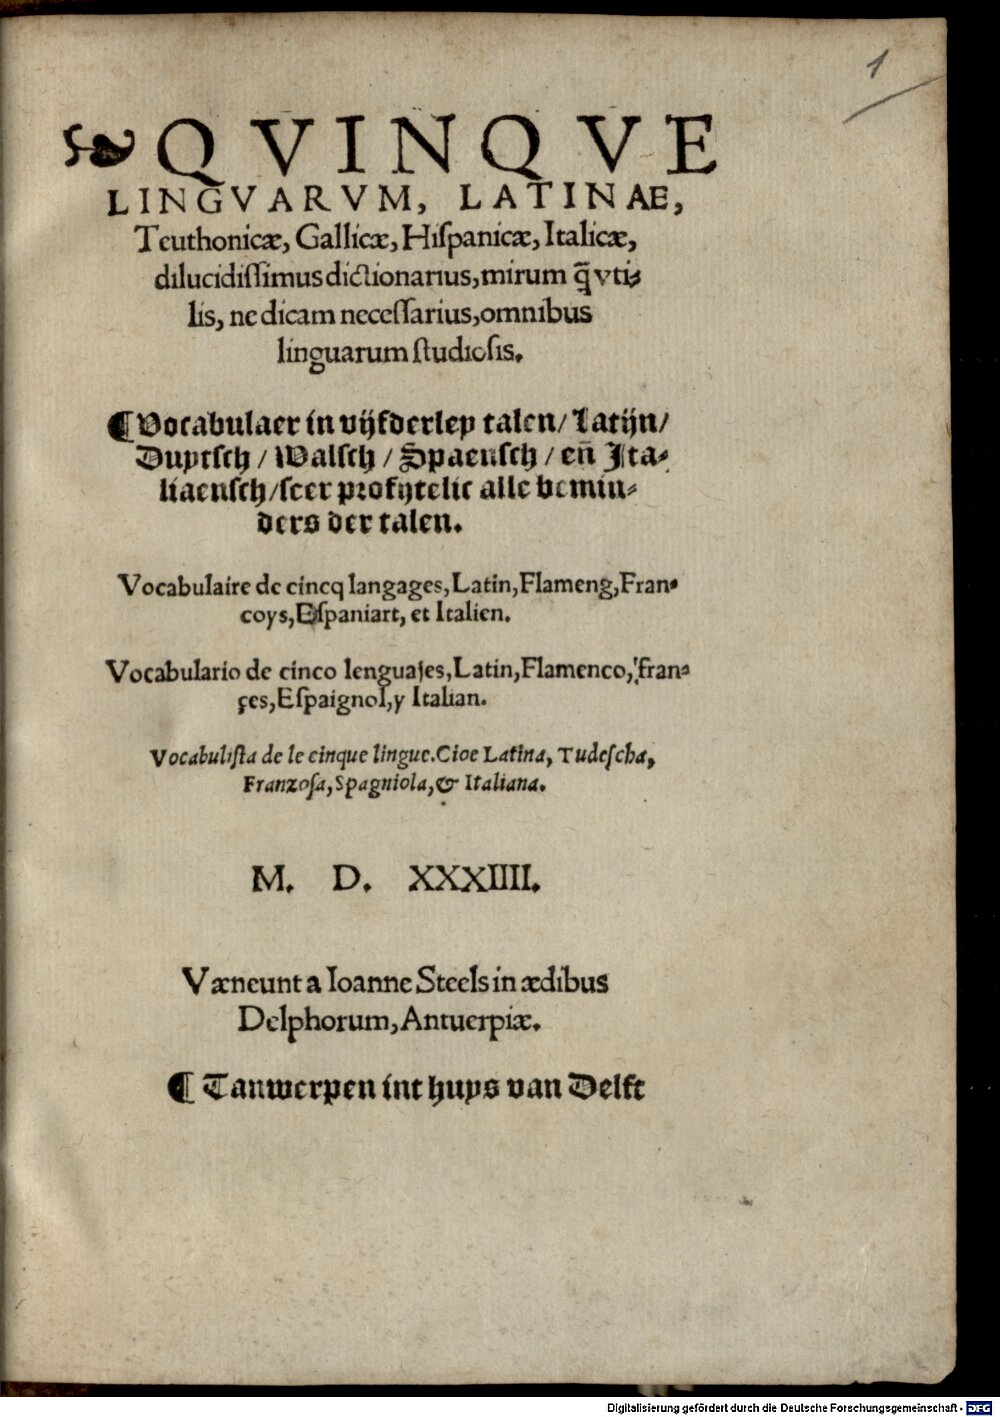 1
❧ QVINQVE
LINGVARVM, LATINAE,
Teuthonicæ, Gallicæ, Hiſpanicæ, Italicæ,
dilucidiſſimus dictionarius, mirum q̃ vti⸗
lis, ne dicam neceſſarius, omnibus
linguarum ſtudioſis.
¶ Vocabulaer in vijfderley talen/ Latijn/
Duytſch / Walſch / Spaenſch / en̄ Ita⸗
liaenſch/ ſeer profijtelic alle bemin⸗
ders der talen.
Vocabulaire de cincq langages, Latin, Flameng, Fran⸗
coys, Eſpaniart, et Italien.
Vocabulario de cinco lenguajes, Latin, Flamenco, fran⸗
çes, Eſpaignol, y Italian.
Vocabuliſta de le cinque lingue. Cioe Latina, Tudeſcha,
Franzoſa, Spagniola, & Italiana.
M. D. XXXIIII.
Væneunt a Ioanne Steels in ædibus
Delphorum, Antuerpiæ.
¶ Tanwerpen int huys van Delft
Digitalisierung gefördert durch die Deutsche Forschungsgemeinschaft - DFG